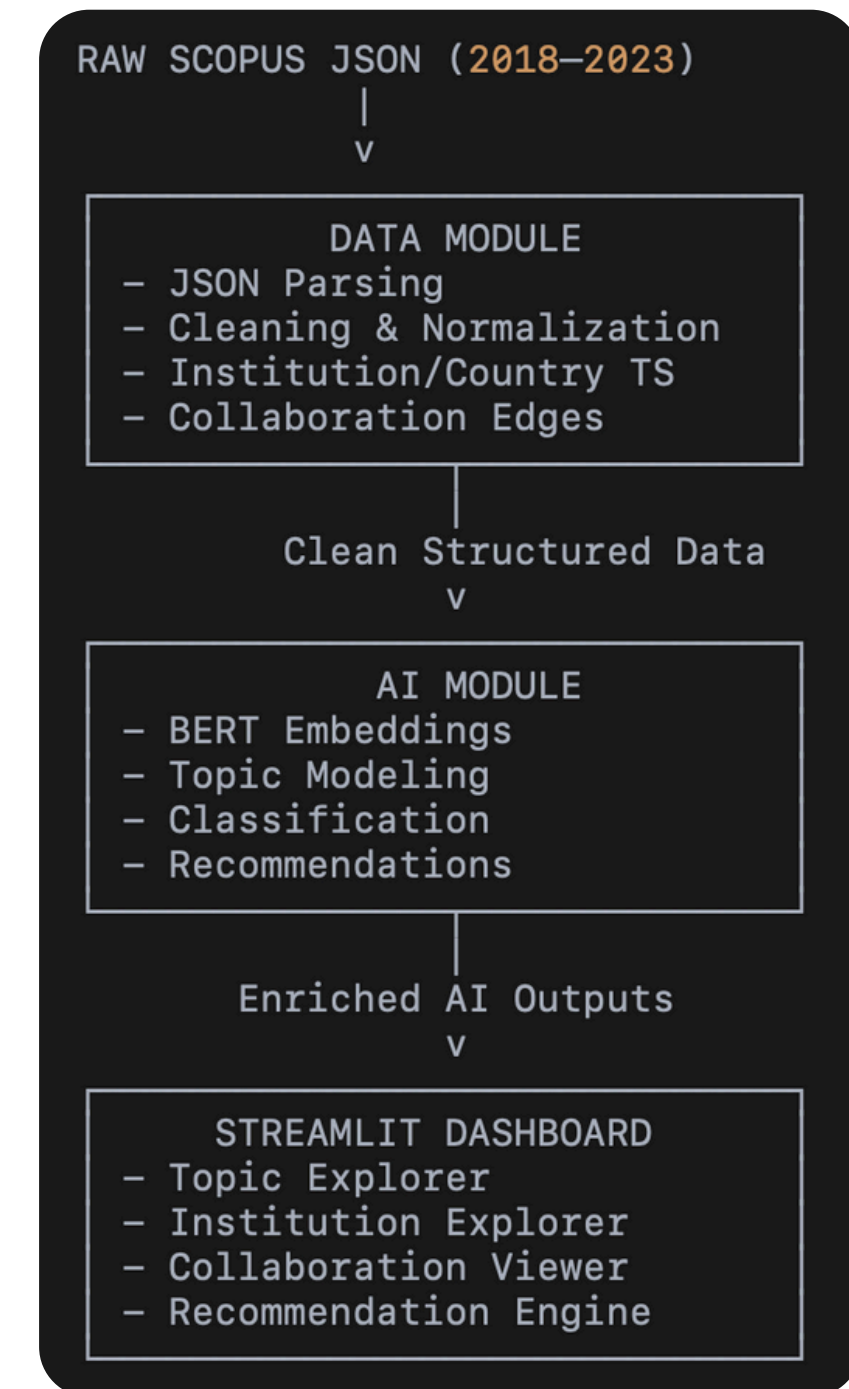 RAW SCOPUS JSON (2018—2023)
|
v
DATA MODULE
— JSON Parsing
— Cleaning & Normalization
— Institution/Country TS
— Collaboration Edges
Clean Structured Data
v
AI MODULE
— BERT Embeddings
— Topic Modeling
— Classification
— Recommendations
Enriched AI Outputs
v
STREAMLIT DASHBOARD
— Topic Explorer
— Institution Explorer
— Collaboration Viewer
— Recommendation Engine